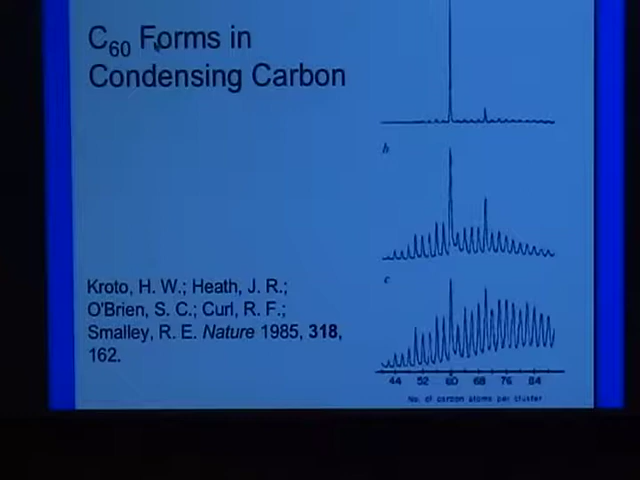 C60 Forms in
Condensing Carbon
b
Kroto, H. W.; Heath, J. R.;
O'Brien, S. C.; Curl, R. F.;
Smalley, R. E. Nature 1985, 318,
162.
c
44 52 60 68 76 84
No. of carbon atoms per cluster